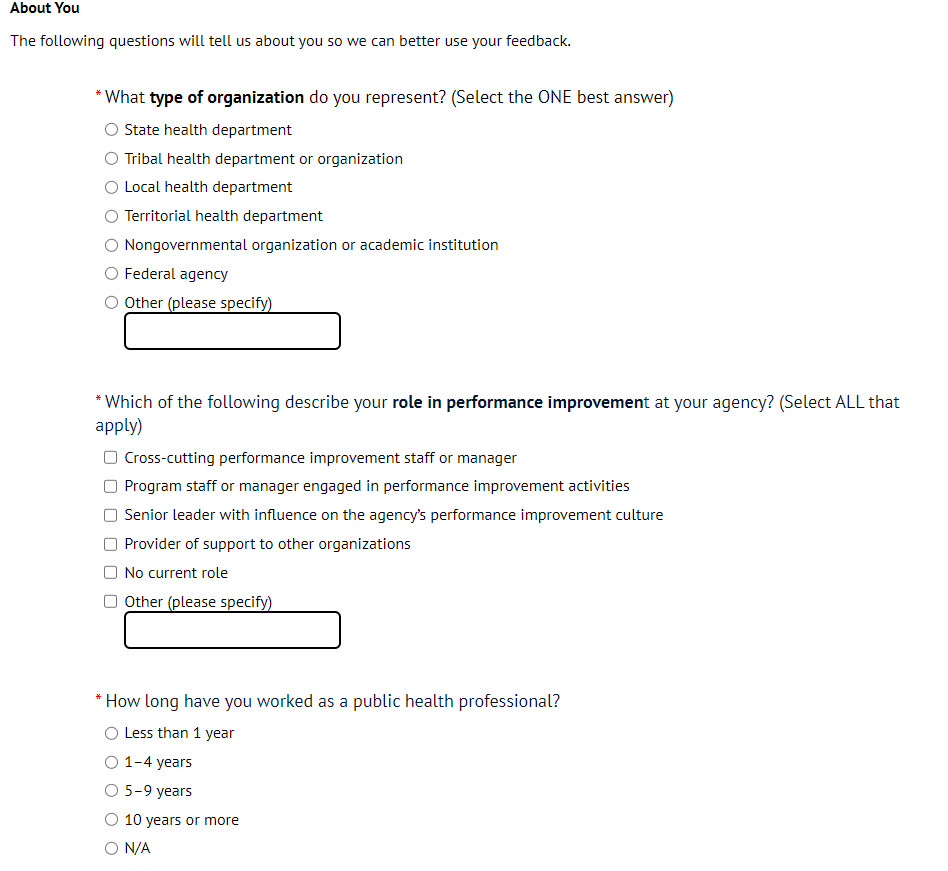 About You
The following questions will tell us about you so we can better use your feedback.
* What type of organization do you represent? (Select the ONE best answer)
State health department
Tribal health department or organization
Local health department
Territorial health department
Nongovernmental organization or academic institution
Federal agency
Other (please specify)
* Which of the following describe your role in performance improvement at your agency? (Select ALL that
apply)
Cross-cutting performance improvement staff or manager
Program staff or manager engaged in performance improvement activities
Senior leader with influence on the agency's performance improvement culture
Provider of support to other organizations
No current role
Other (please specify)
* How long have you worked as a public health professional?
Less than 1 year
1–4 years
5–9 years
10 years or more
N/A